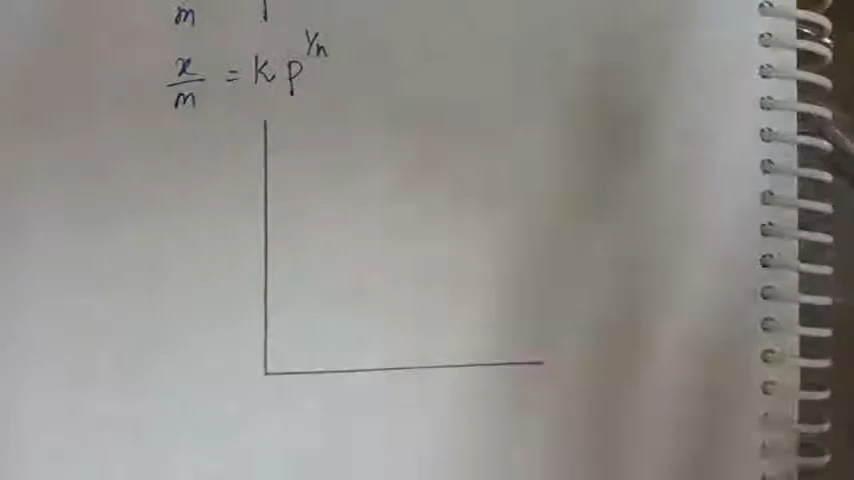 m
x/m = k p^1/n